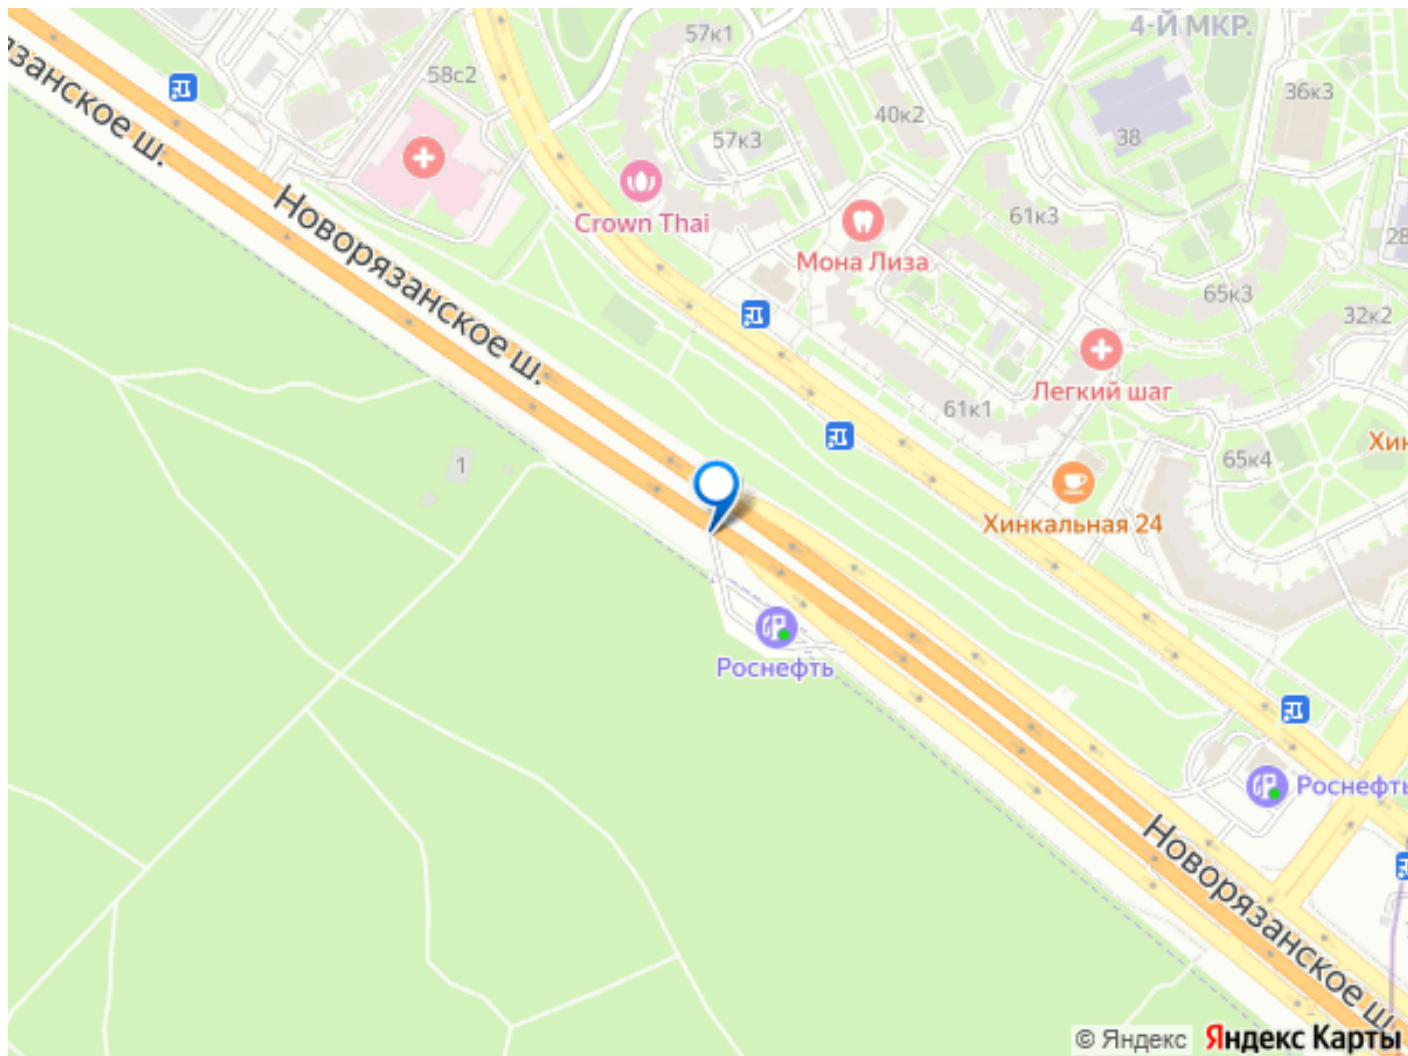 57к1
4-Й МКР.
58с2
36к3
40к2
57к3
38
занское ш.
Новорязанское ш.
Crown Thai
Мона Лиза
61к3
28
65к3
32к2
Легкий шаг
61к1
Хин
65к4
1
Хинкальная 24
Роснефть
Роснефть
Новорязанское ш.
© Яндекс Яндекс Карты